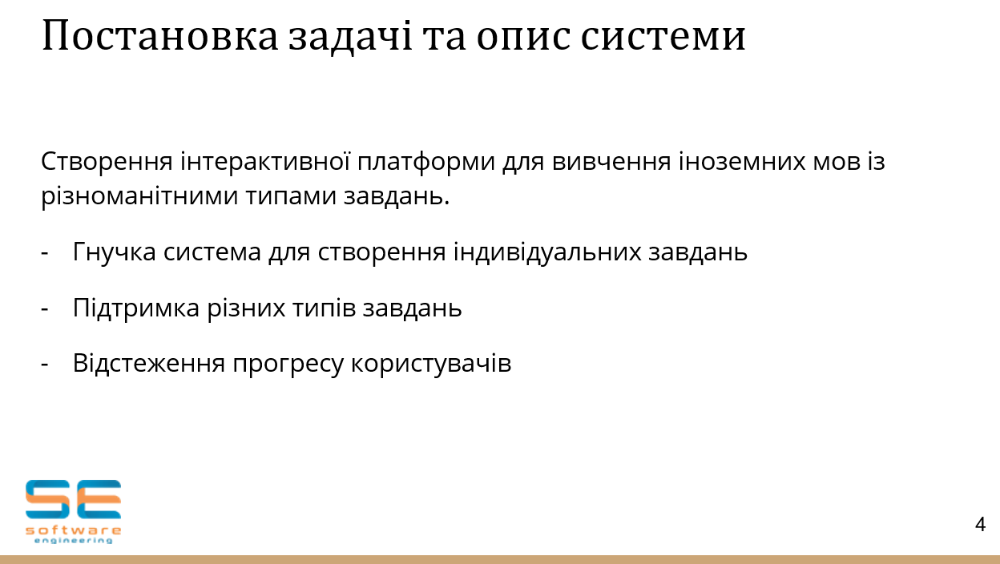 Постановка задачі та опис системи
Створення інтерактивної платформи для вивчення іноземних мов із
різноманітними типами завдань.
- Гнучка система для створення індивідуальних завдань
- Підтримка різних типів завдань
- Відстеження прогресу користувачів
SE
software
engineering
4